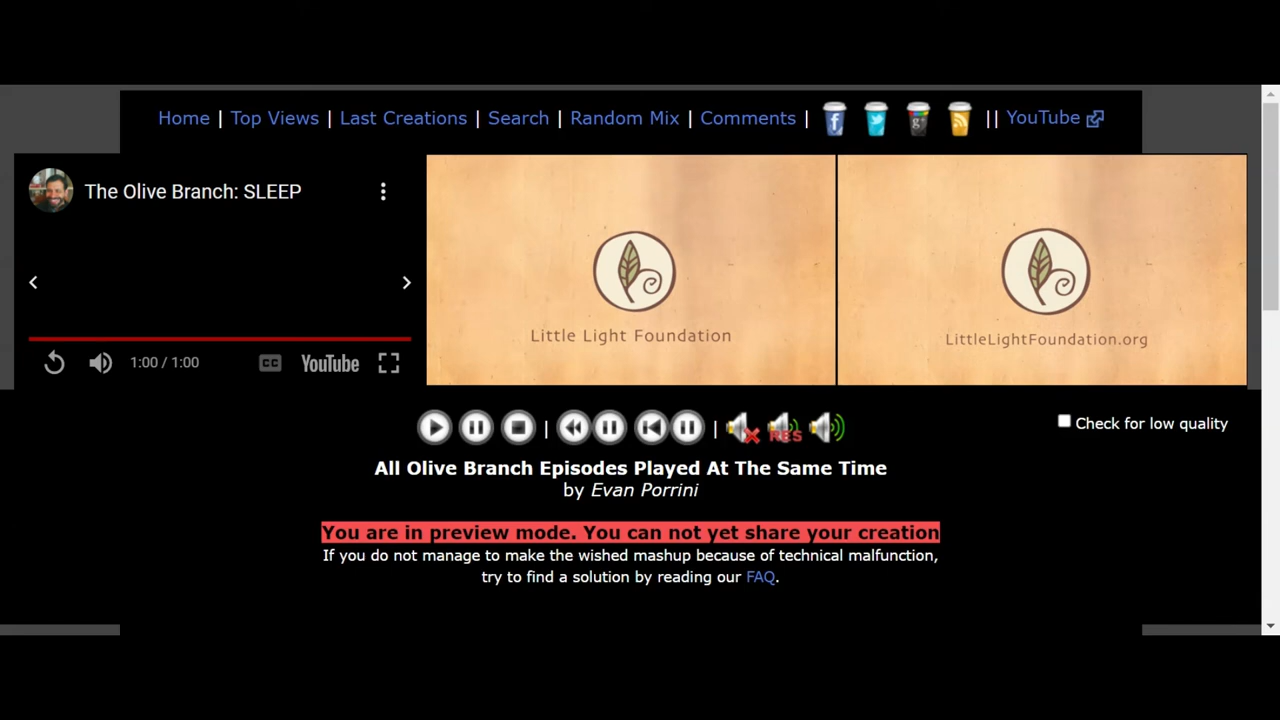 Home | Top Views | Last Creations | Search | Random Mix | Comments | f g+ || YouTube
The Olive Branch: SLEEP
1:00 / 1:00 CC YouTube
Little Light Foundation
LittleLightFoundation.org
| | RES
Check for low quality
All Olive Branch Episodes Played At The Same Time
by Evan Porrini
You are in preview mode. You can not yet share your creation
If you do not manage to make the wished mashup because of technical malfunction,
try to find a solution by reading our FAQ.